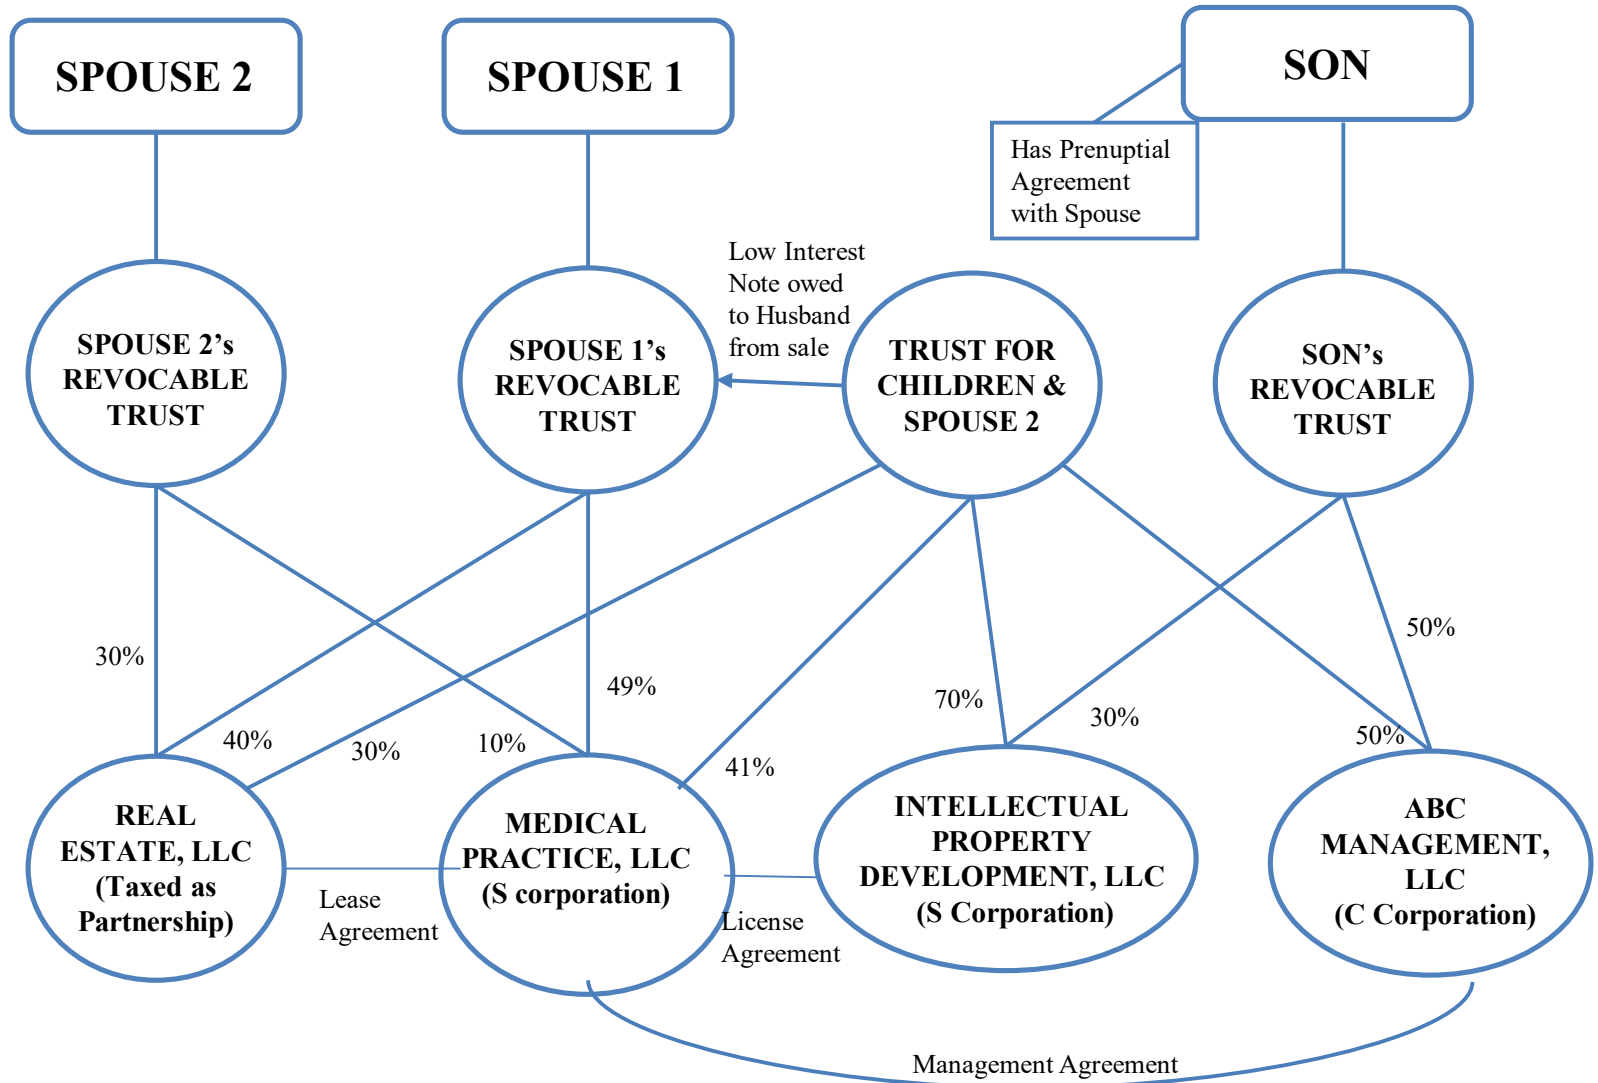 SPOUSE 2
SPOUSE 1
SON
Has Prenuptial
Agreement
with Spouse
Low Interest
Note owed
to Husband
from sale
SPOUSE 2’s
REVOCABLE
TRUST
SPOUSE 1’s
REVOCABLE
TRUST
TRUST FOR
CHILDREN &
SPOUSE 2
SON’s
REVOCABLE
TRUST
30%
40%
30%
10%
49%
41%
70%
30%
50%
50%
REAL
ESTATE, LLC
(Taxed as
Partnership)
Lease
Agreement
MEDICAL
PRACTICE, LLC
(S corporation)
License
Agreement
INTELLECTUAL
PROPERTY
DEVELOPMENT, LLC
(S Corporation)
ABC
MANAGEMENT,
LLC
(C Corporation)
Management Agreement